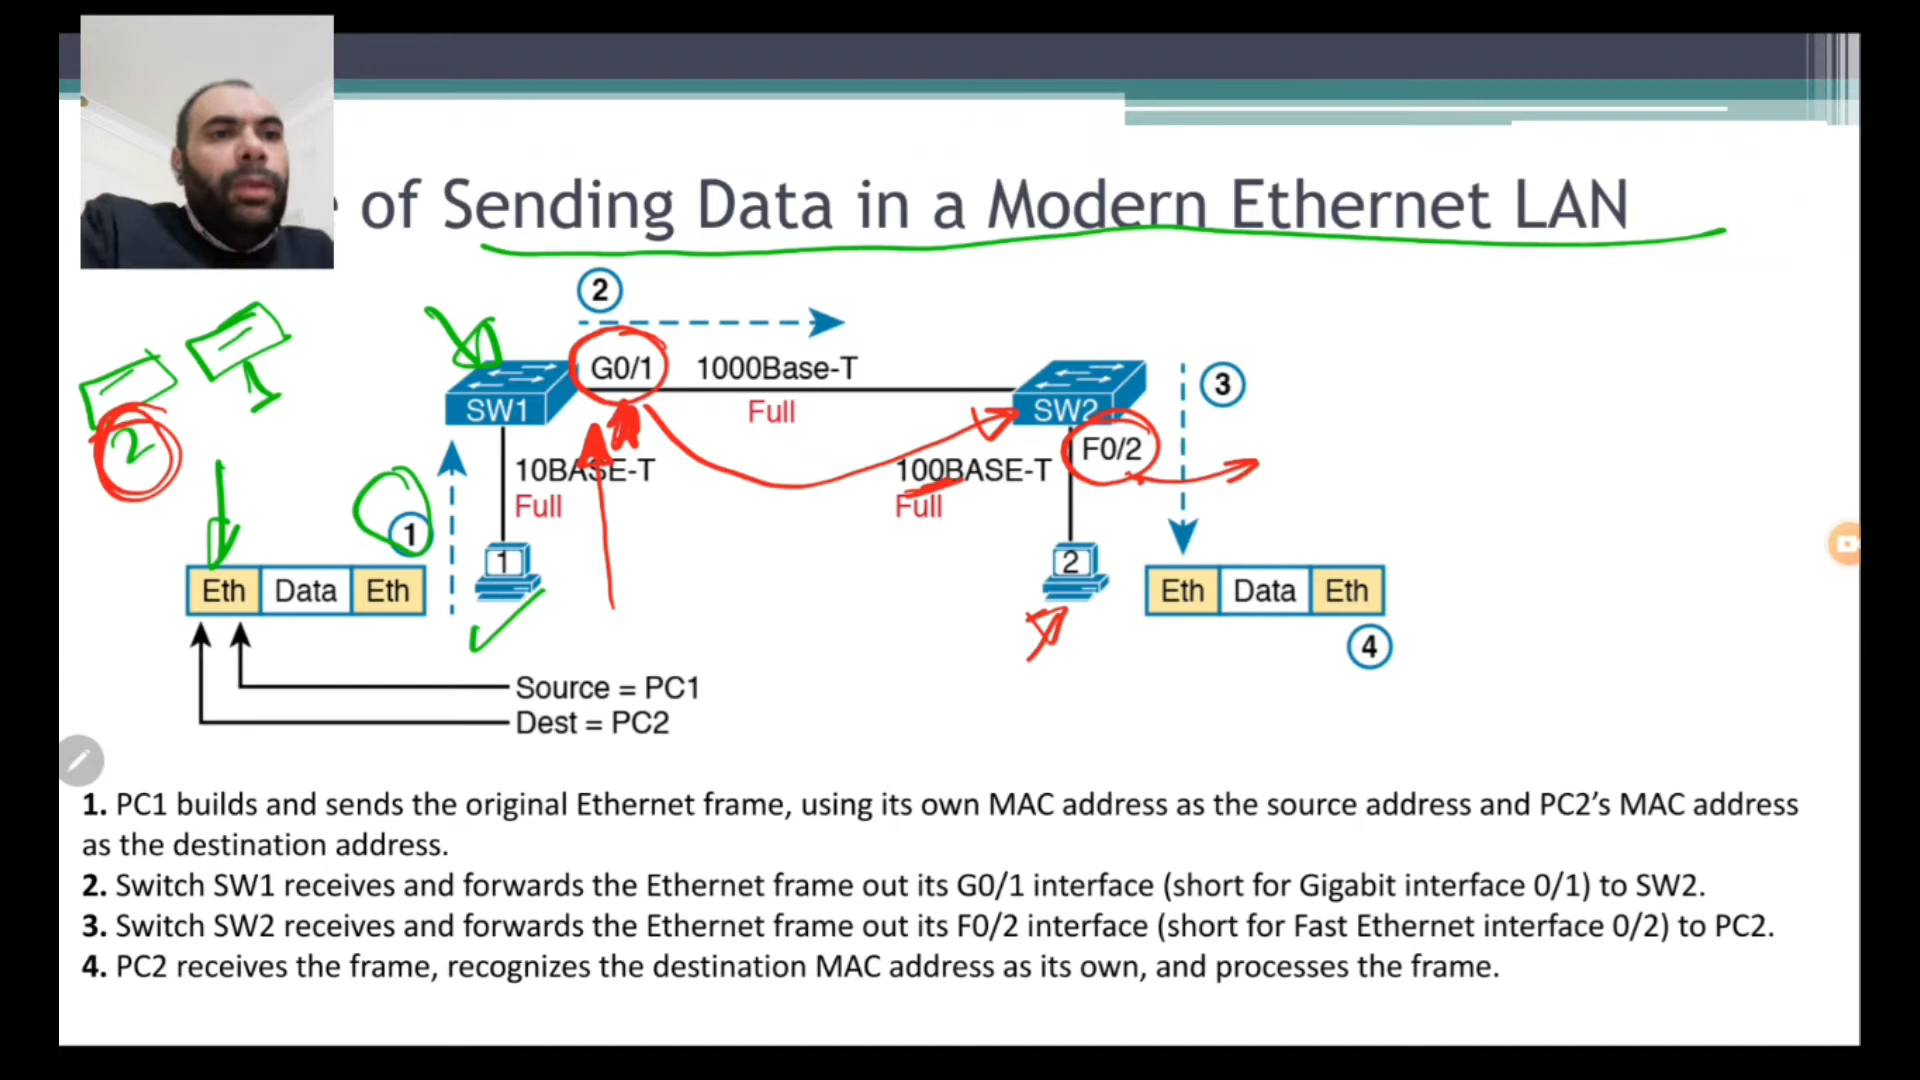 of Sending Data in a Modern Ethernet LAN
2
G0/1 1000Base-T
SW1 Full SW2
3
F0/2
10BASE-T 100BASE-T
Full Full
2
1
1 2
Eth Data Eth
Eth Data Eth
4
Source = PC1
Dest = PC2
1. PC1 builds and sends the original Ethernet frame, using its own MAC address as the source address and PC2’s MAC address
as the destination address.
2. Switch SW1 receives and forwards the Ethernet frame out its G0/1 interface (short for Gigabit interface 0/1) to SW2.
3. Switch SW2 receives and forwards the Ethernet frame out its F0/2 interface (short for Fast Ethernet interface 0/2) to PC2.
4. PC2 receives the frame, recognizes the destination MAC address as its own, and processes the frame.